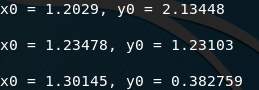 x0 = 1.2029, y0 = 2.13448
x0 = 1.23478, y0 = 1.23103
x0 = 1.30145, y0 = 0.382759